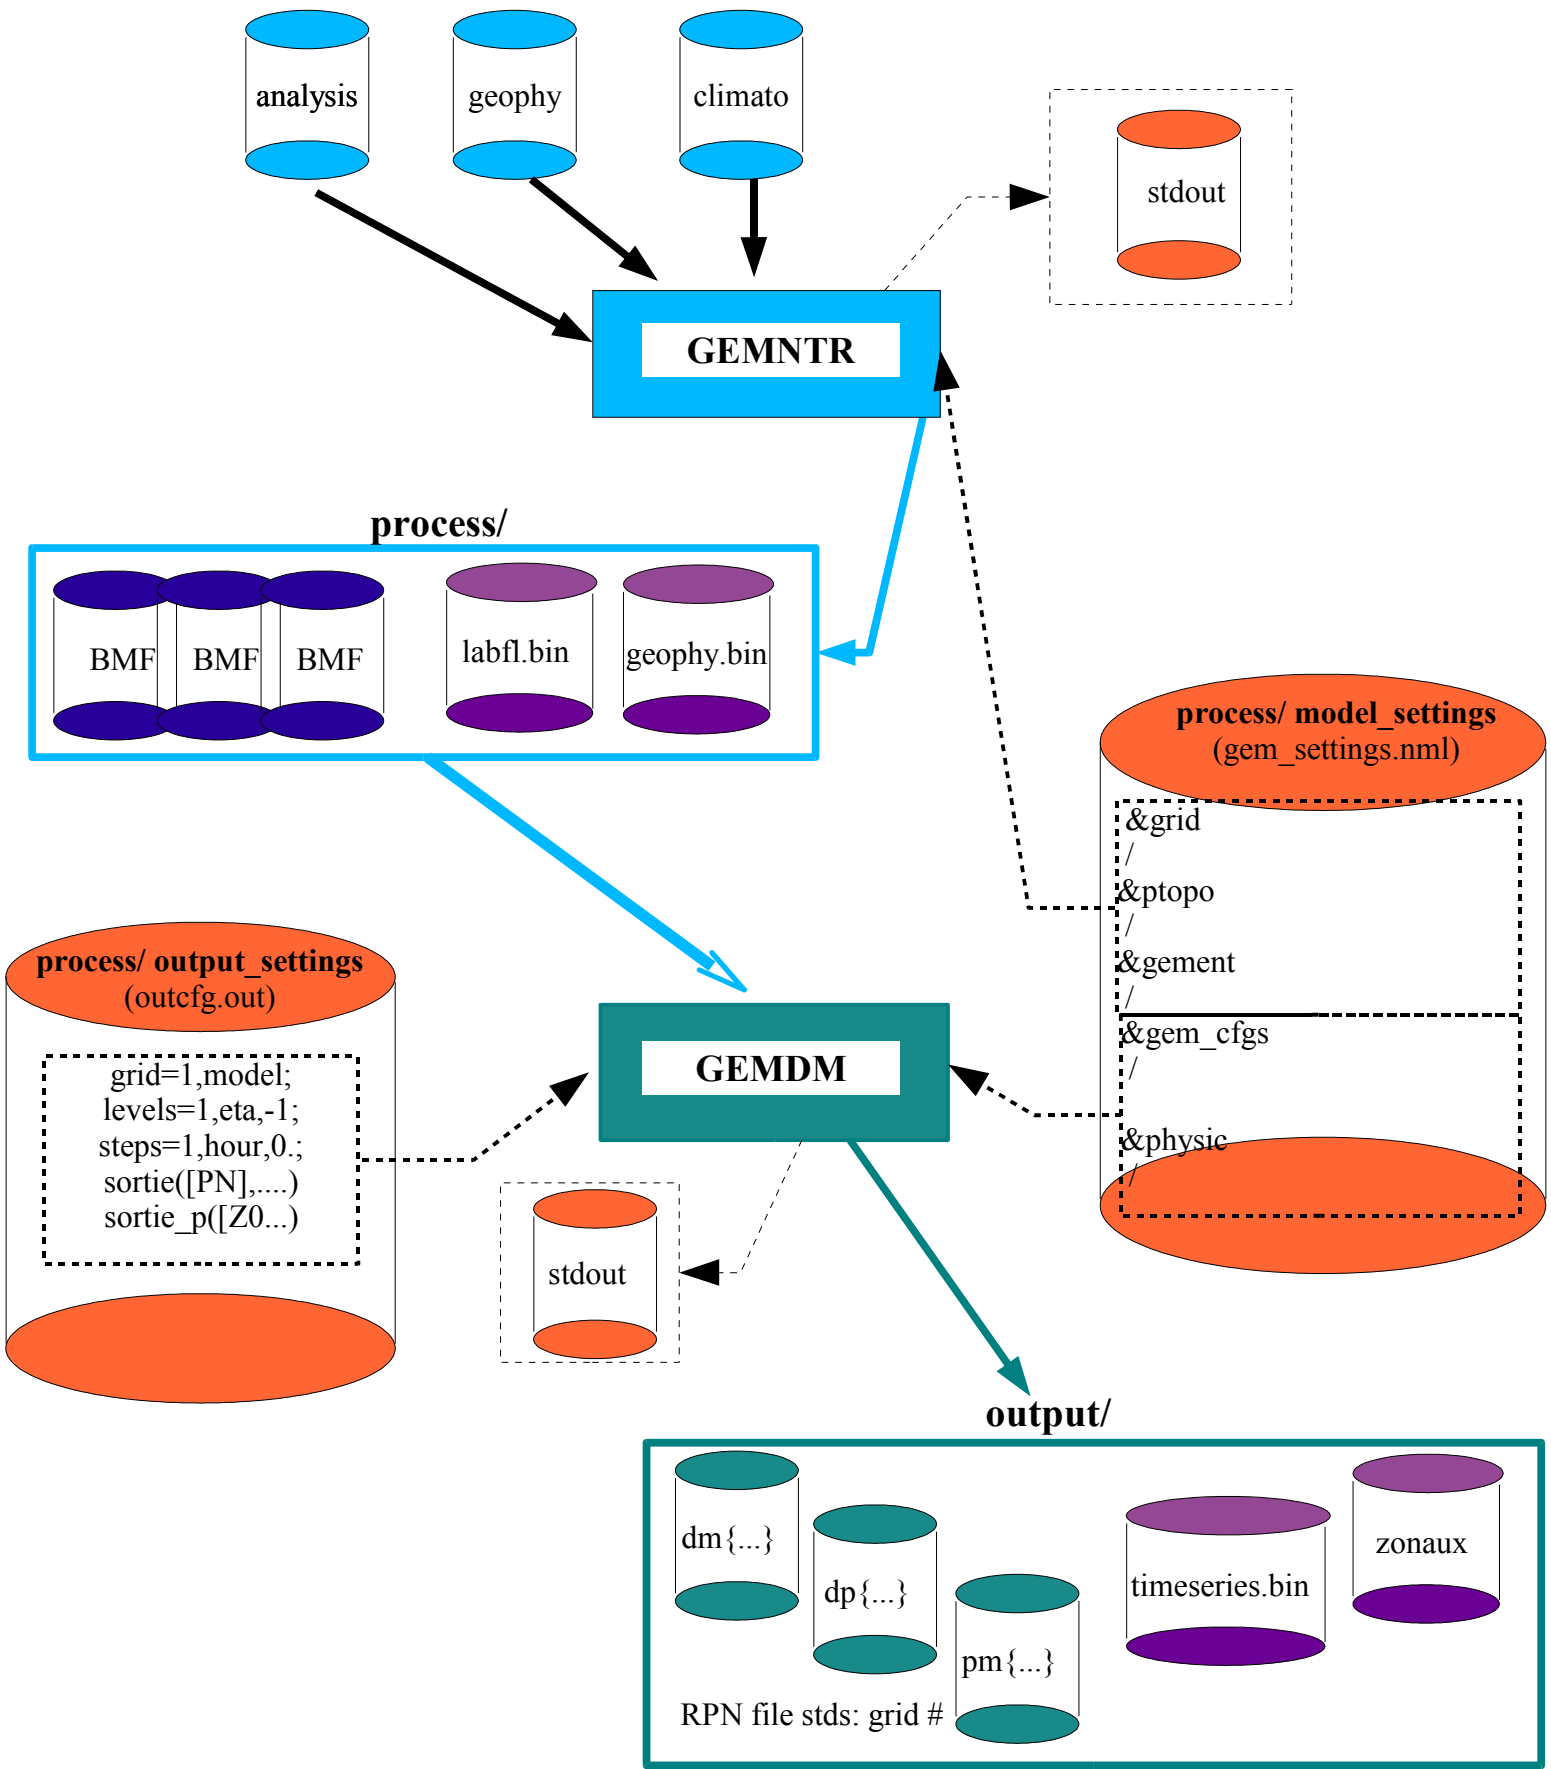 analysis
geophy
climato
stdout
GEMNTR
process/
BMF
BMF
BMF
labfl.bin
geophy.bin
process/ model_settings
(gem_settings.nml)
&grid
/
&ptopo
/
&gement
/
&gem_cfgs
/
&physic
/
process/ output_settings
(outcfg.out)
grid=1,model;
levels=1,eta,-1;
steps=1,hour,0.;
sortie([PN],....)
sortie_p([Z0...)
GEMDM
stdout
output/
dm{...}
dp{...}
pm{...}
timeseries.bin
zonaux
RPN file stds: grid #